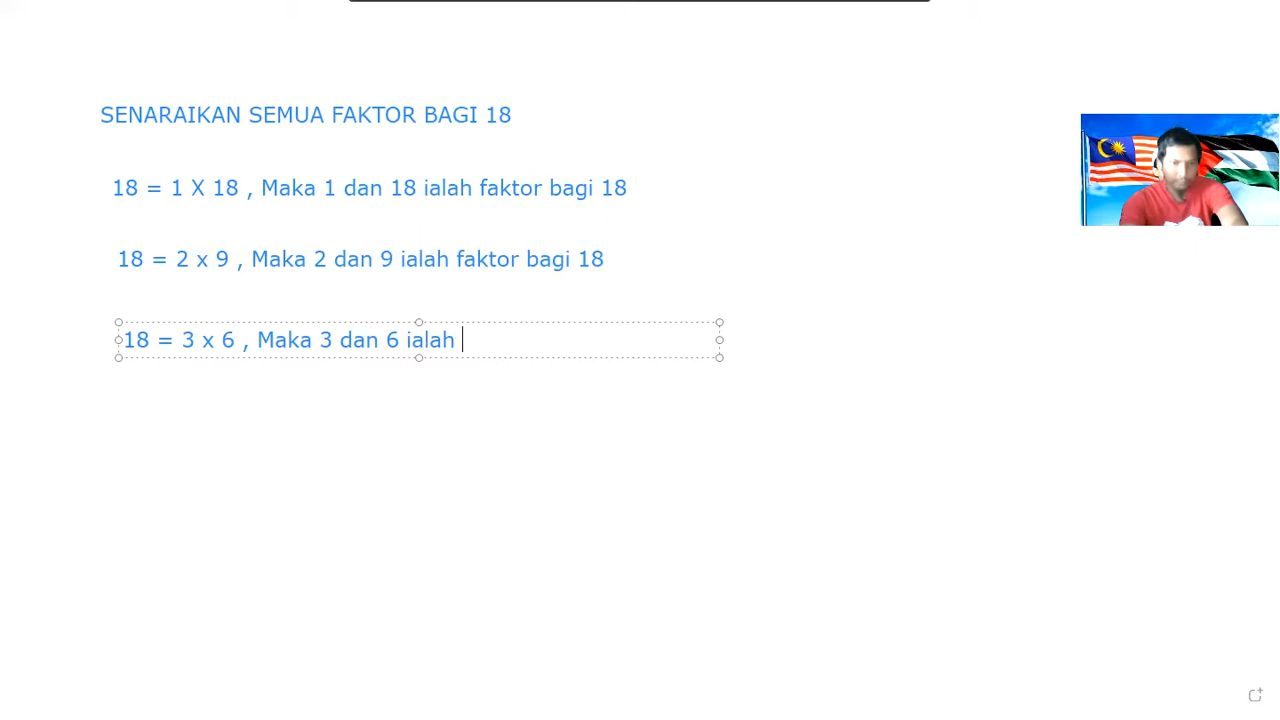 SENARAIKAN SEMUA FAKTOR BAGI 18
18 = 1 X 18 , Maka 1 dan 18 ialah faktor bagi 18
18 = 2 x 9 , Maka 2 dan 9 ialah faktor bagi 18
18 = 3 x 6 , Maka 3 dan 6 ialah